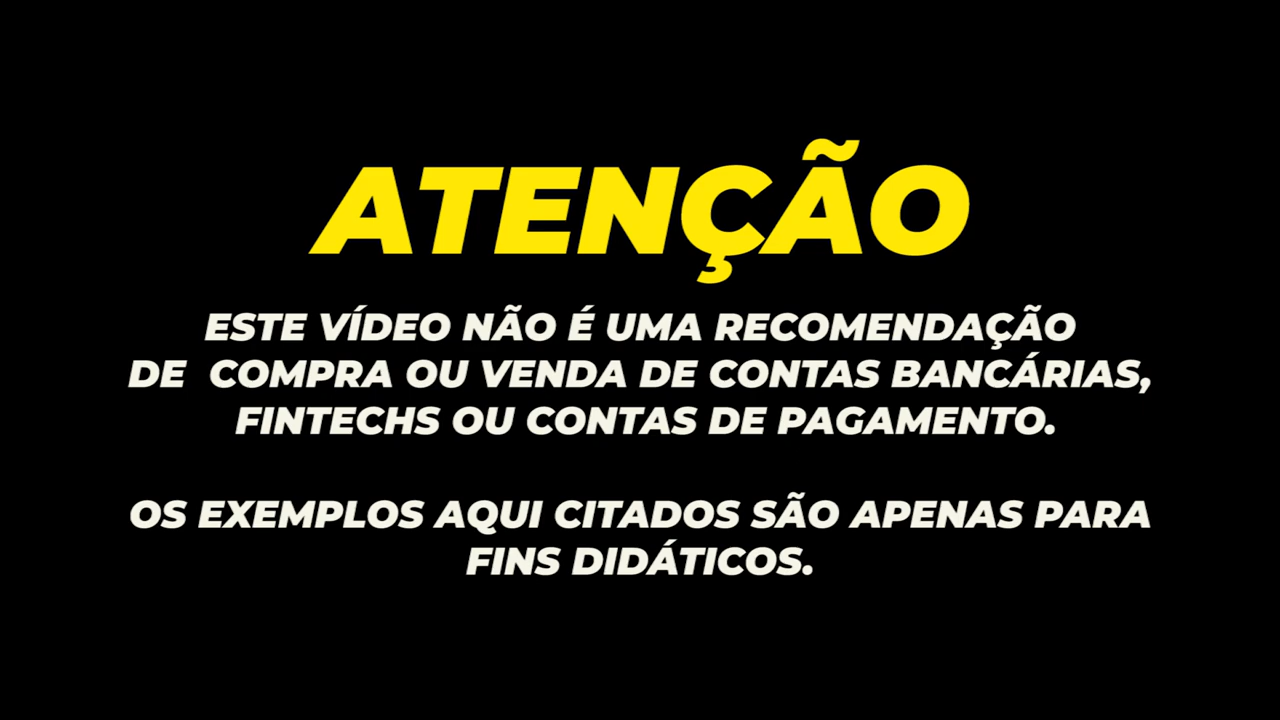 ATENÇÃO
ESTE VÍDEO NÃO É UMA RECOMENDAÇÃO
DE COMPRA OU VENDA DE CONTAS BANCÁRIAS,
FINTECHS OU CONTAS DE PAGAMENTO.
OS EXEMPLOS AQUI CITADOS SÃO APENAS PARA
FINS DIDÁTICOS.